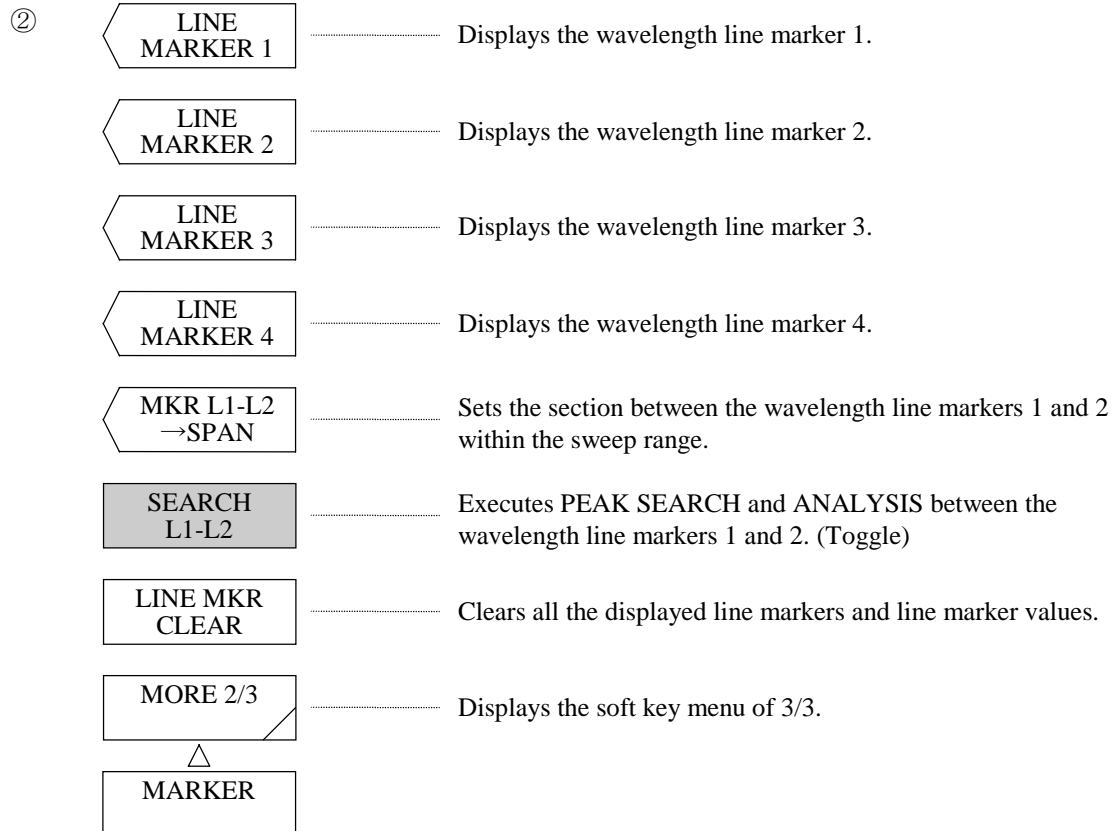 ②
LINE
MARKER 1
Displays the wavelength line marker 1.
LINE
MARKER 2
Displays the wavelength line marker 2.
LINE
MARKER 3
Displays the wavelength line marker 3.
LINE
MARKER 4
Displays the wavelength line marker 4.
MKR L1-L2
→SPAN
Sets the section between the wavelength line markers 1 and 2
within the sweep range.
SEARCH
L1-L2
Executes PEAK SEARCH and ANALYSIS between the
wavelength line markers 1 and 2. (Toggle)
LINE MKR
CLEAR
Clears all the displayed line markers and line marker values.
MORE 2/3
Displays the soft key menu of 3/3.
MARKER